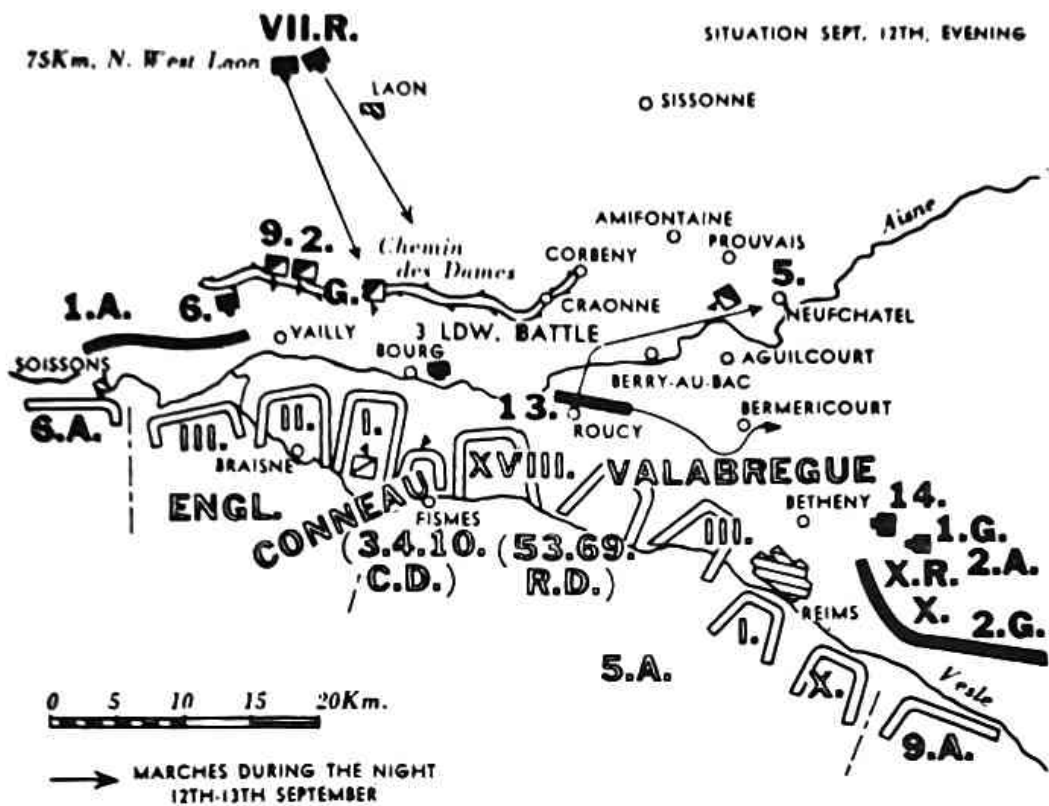 VII.R.
SITUATION SEPT, 12TH, EVENING
75Km, N. West Laon
LAON
SISSONNE
Aisne
AMIFONTAINE
PROUVAIS
9. 2.
Chemin
des Dames
CORBENY
5.
G.
CRAONNE
NEUFCHATEL
6.
1.A.
VAILLY
3 LDW. BATTLE
SOISSONS
BOURG
AGUILCOURT
BERRY-AU-BAC
13.
ROUCY
BERMERICOURT
6.A.
III.
II.
I.
BRAISNE
XVIII.
VALABREGUE
ENGL.
CONNEAU
FISMES
BETHENY
14.
1.G.
(3.4.10.
C.D.)
(53.69.
R.D.)
III.
X.R.
2.A.
X.
2.G.
REIMS
I.
5.A.
X.
Vesle
9.A.
0 5 10 15 20Km.
MARCHES DURING THE NIGHT
12TH-13TH SEPTEMBER